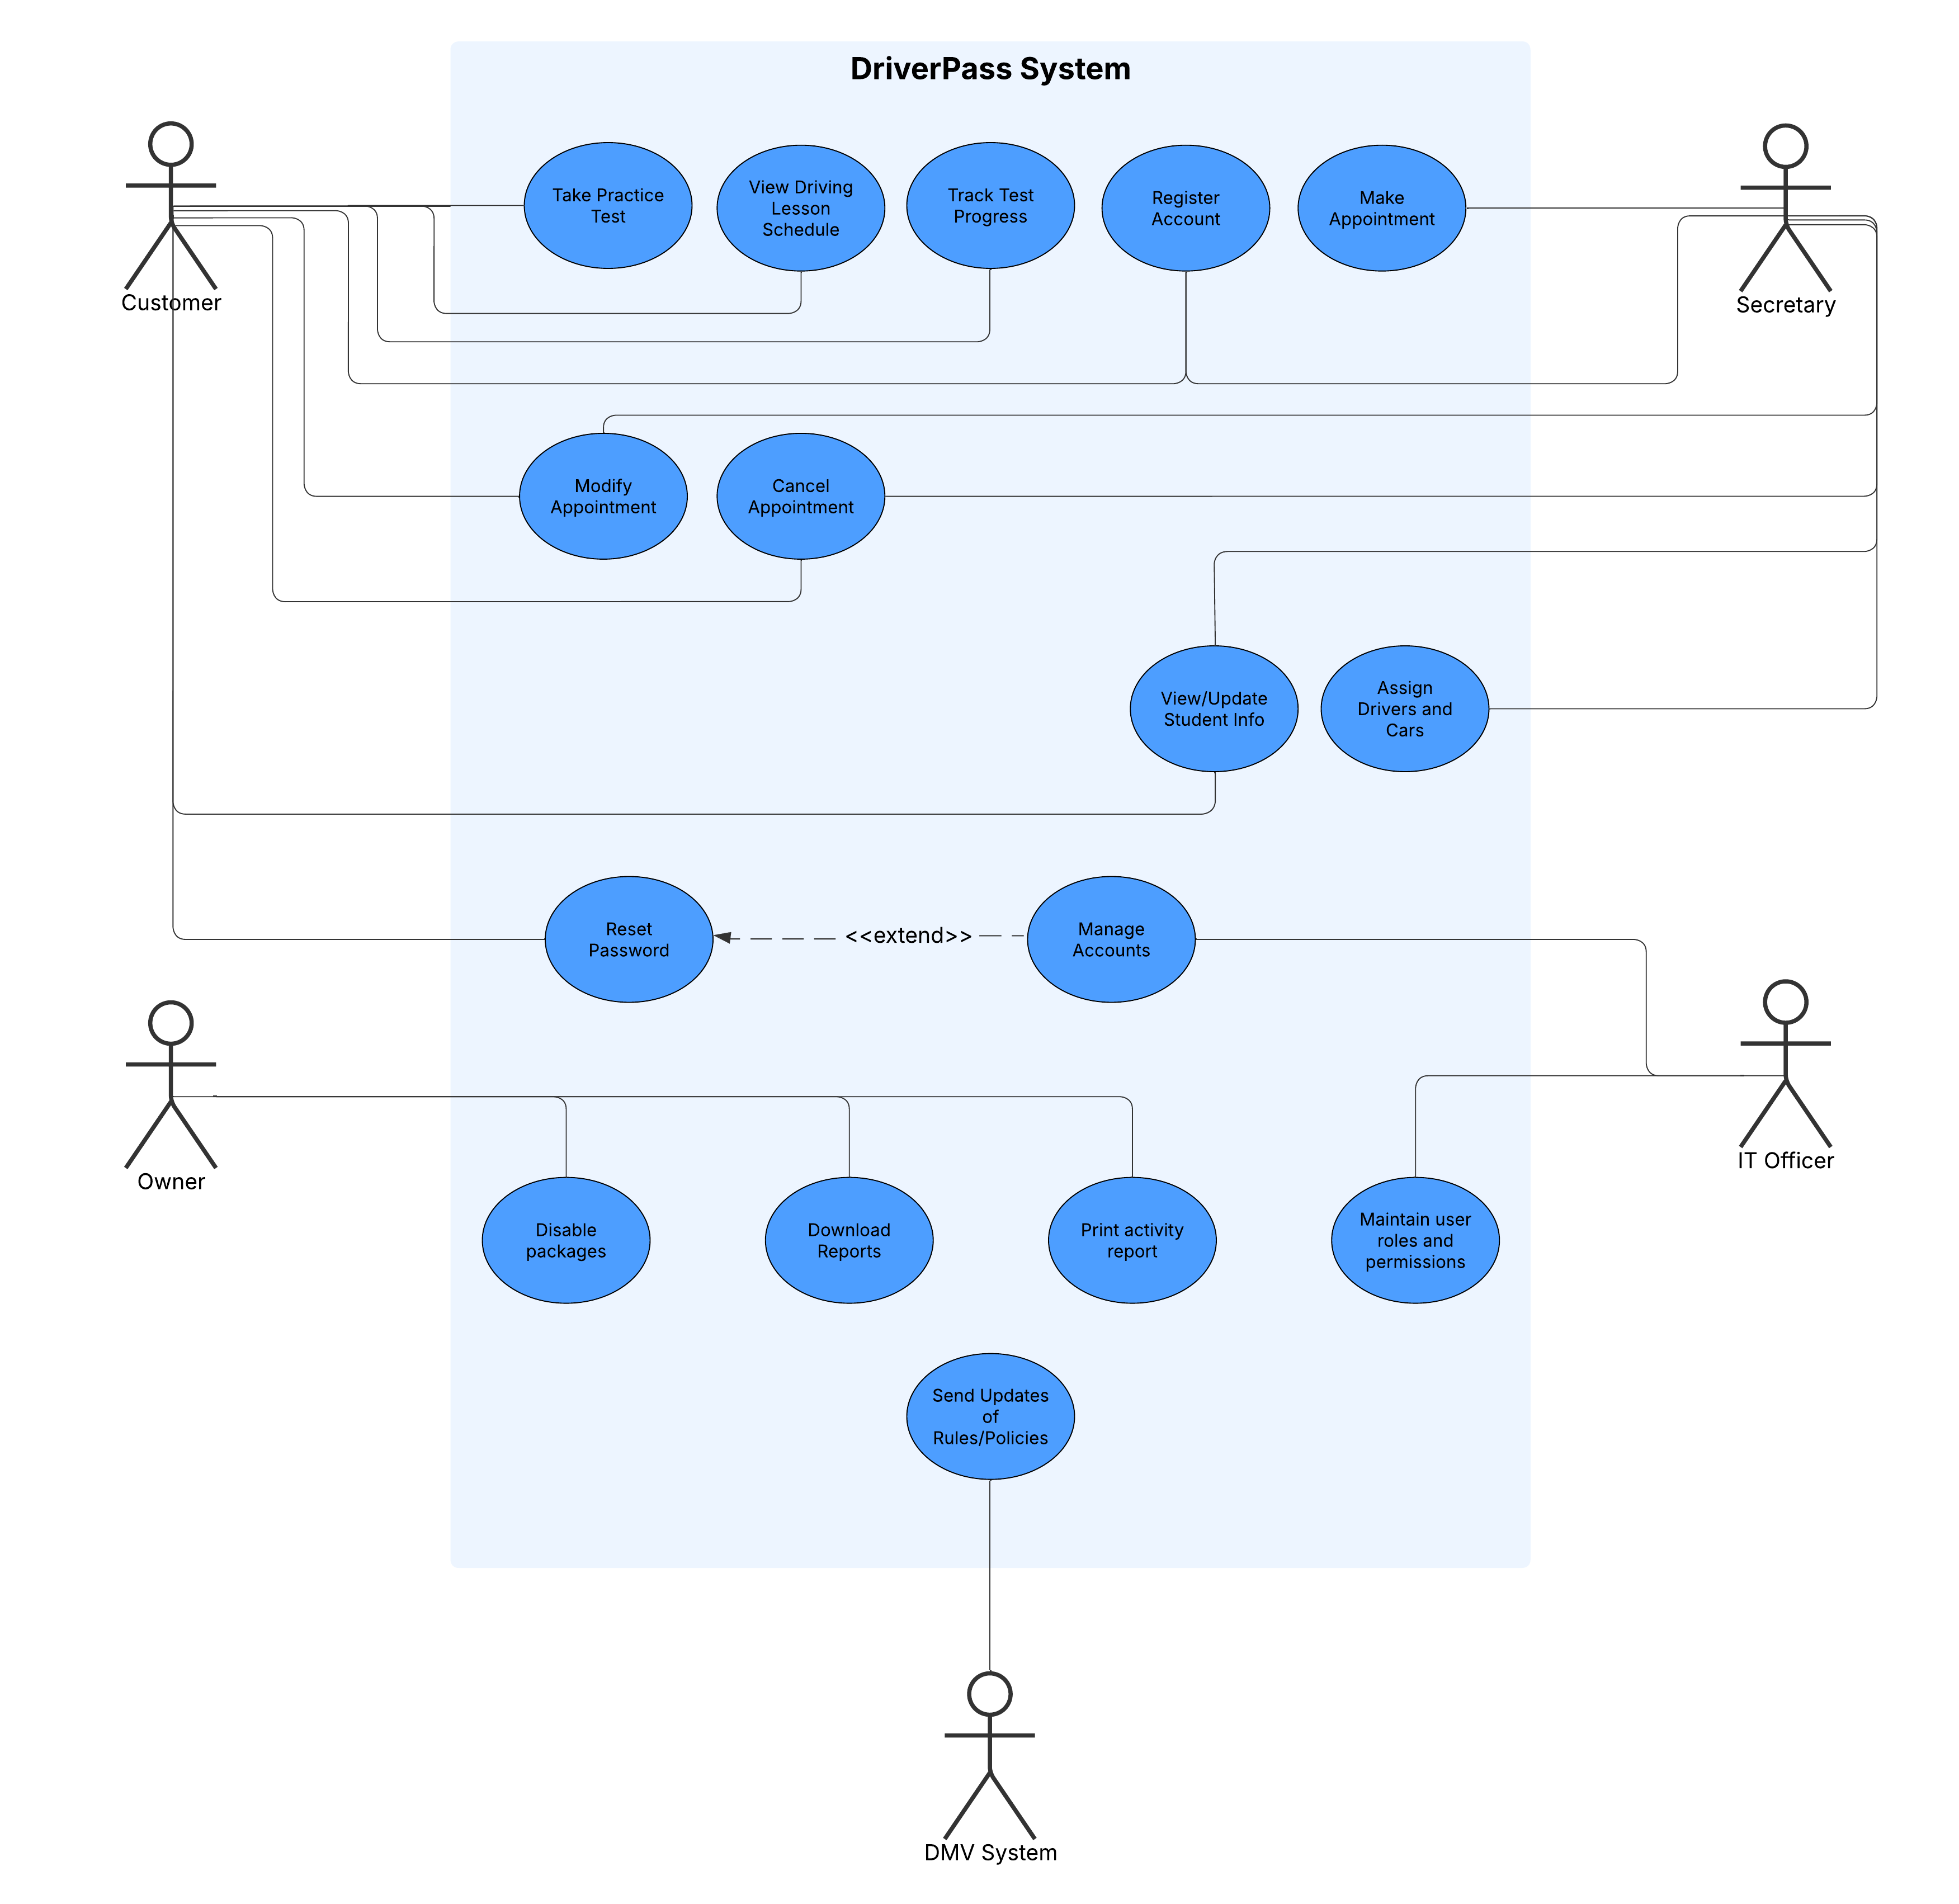 DriverPass System
Customer
Take Practice
Test
View Driving
Lesson
Schedule
Track Test
Progress
Register
Account
Make
Appointment
Secretary
Modify
Appointment
Cancel
Appointment
View/Update
Student Info
Assign
Drivers and
Cars
Reset
Password
<<extend>>
Manage
Accounts
Owner
IT Officer
Disable
packages
Download
Reports
Print activity
report
Maintain user
roles and
permissions
Send Updates
of
Rules/Policies
DMV System